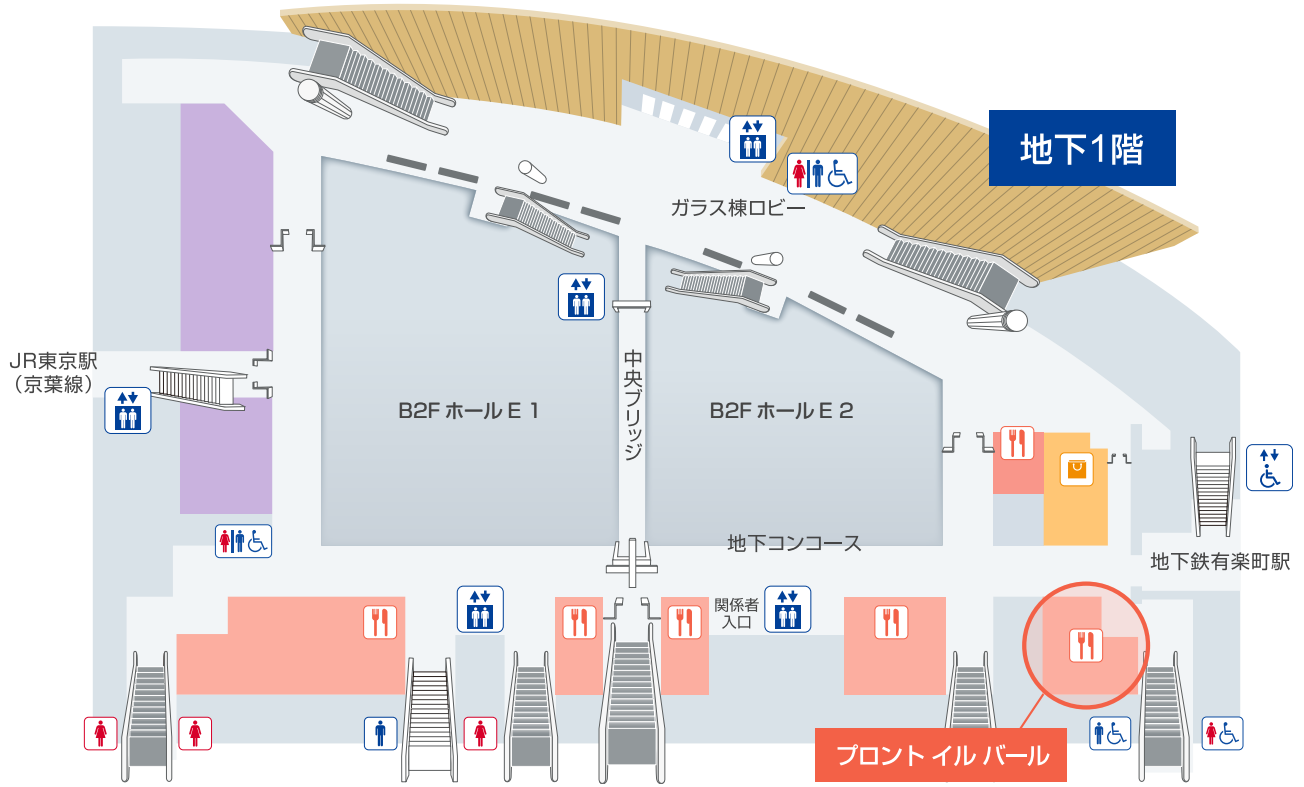 地下1階
ガラス棟ロビー
JR東京駅
（京葉線）
中央ブリッジ
B2F ホール E 1
B2F ホール E 2
地下コンコース
地下鉄有楽町駅
関係者
入口
プロント イル バール